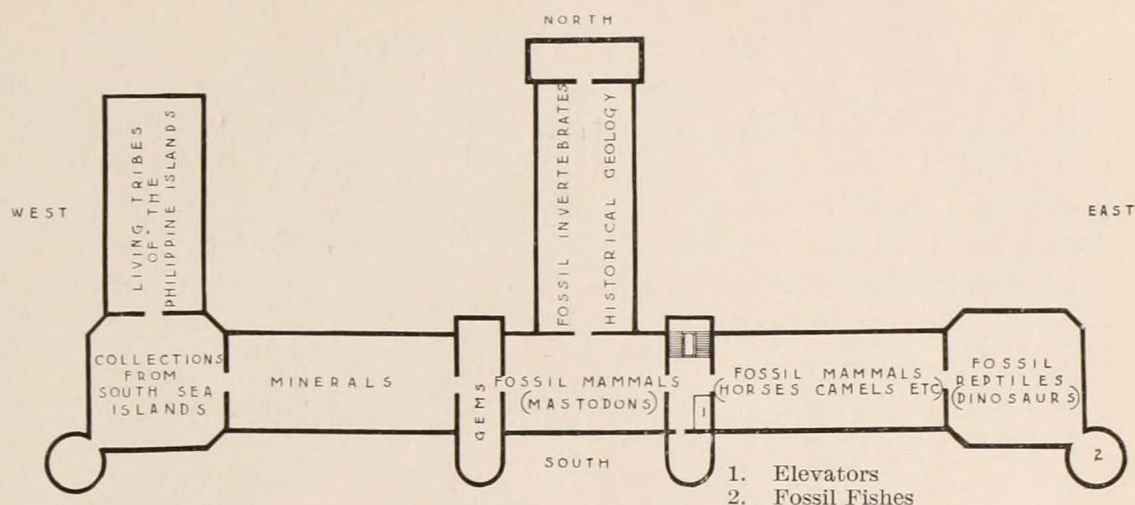 NORTH
WEST
EAST
LIVING TRIBES
OF THE
PHILIPPINE ISLANDS
FOSSIL INVERTEBRATES
HISTORICAL GEOLOGY
COLLECTIONS
FROM
SOUTH SEA
ISLANDS
MINERALS
GEMS
FOSSIL MAMMALS
(MASTODONS)
1
FOSSIL MAMMALS
(HORSES CAMELS ETC)
FOSSIL
REPTILES
(DINOSAURS)
2
SOUTH
1. Elevators
2. Fossil Fishes